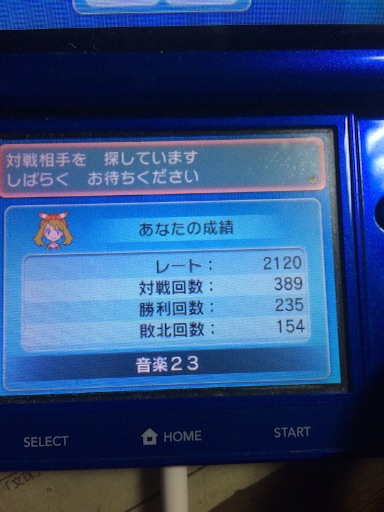 対戦相手を　探しています
しばらく　お待ちください
あなたの成績
レート： 2120
対戦回数： 389
勝利回数： 235
敗北回数： 154
音楽２３
SELECT HOME START